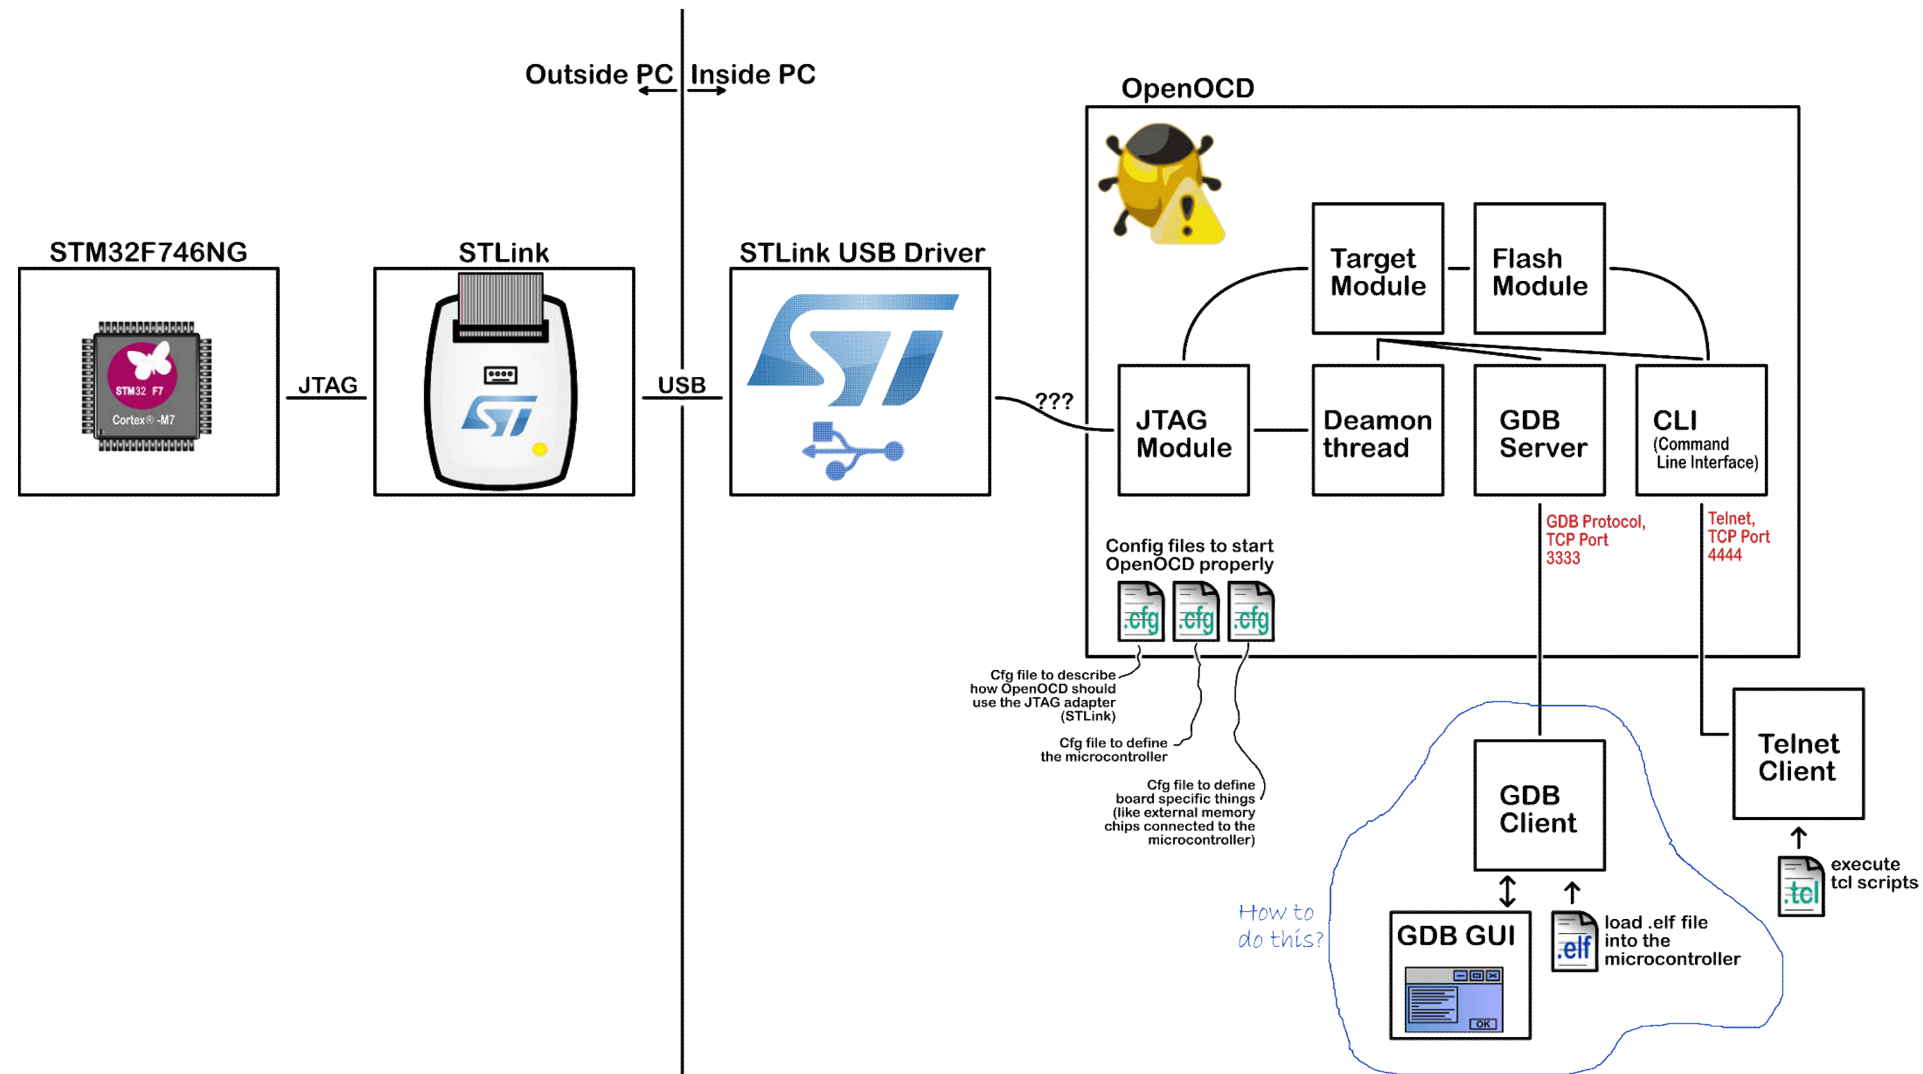 Outside PC
Inside PC
OpenOCD
STM32F746NG
STLink
STLink USB Driver
Target
Module
Flash
Module
STM32 F7
Cortex® -M7
JTAG
USB
???
JTAG
Module
Deamon
thread
GDB
Server
CLI
(Command
Line Interface)
GDB Protocol,
TCP Port
3333
Telnet,
TCP Port
4444
Config files to start
OpenOCD properly
.cfg
.cfg
.cfg
Cfg file to describe
how OpenOCD should
use the JTAG adapter
(STLink)
Cfg file to define
the microcontroller
Cfg file to define
board specific things
(like external memory
chips connected to the
microcontroller)
Telnet
Client
GDB
Client
execute
tcl scripts
.tcl
How to
do this?
GDB GUI
OK
.elf
load .elf file
into the
microcontroller